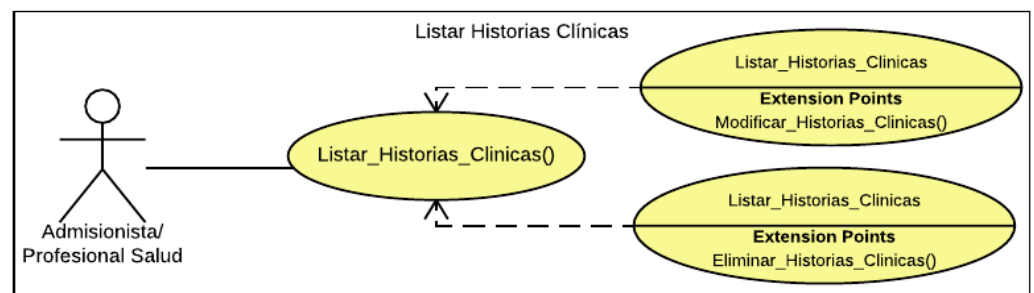 Listar Historias Clínicas
Listar_Historias_Clinicas
Extension Points
Modificar_Historias_Clinicas()
Listar_Historias_Clinicas()
Listar_Historias_Clinicas
Extension Points
Eliminar_Historias_Clinicas()
Admisionista/
Profesional Salud